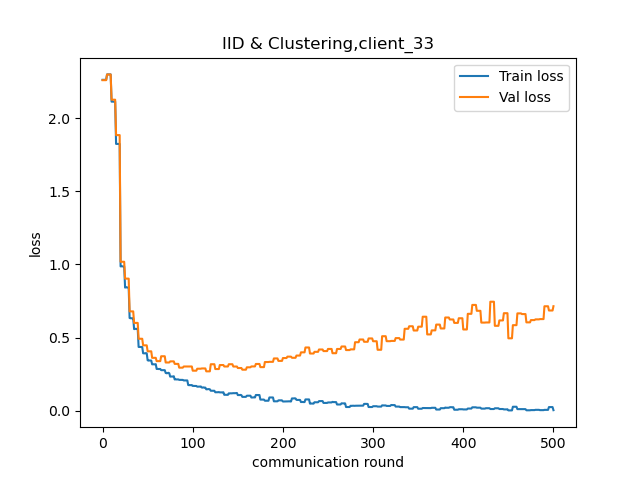 IID & Clustering,client_33
Train loss
Val loss
2.0
1.5
1.0
0.5
0.0
loss
0
100
200
300
400
500
communication round